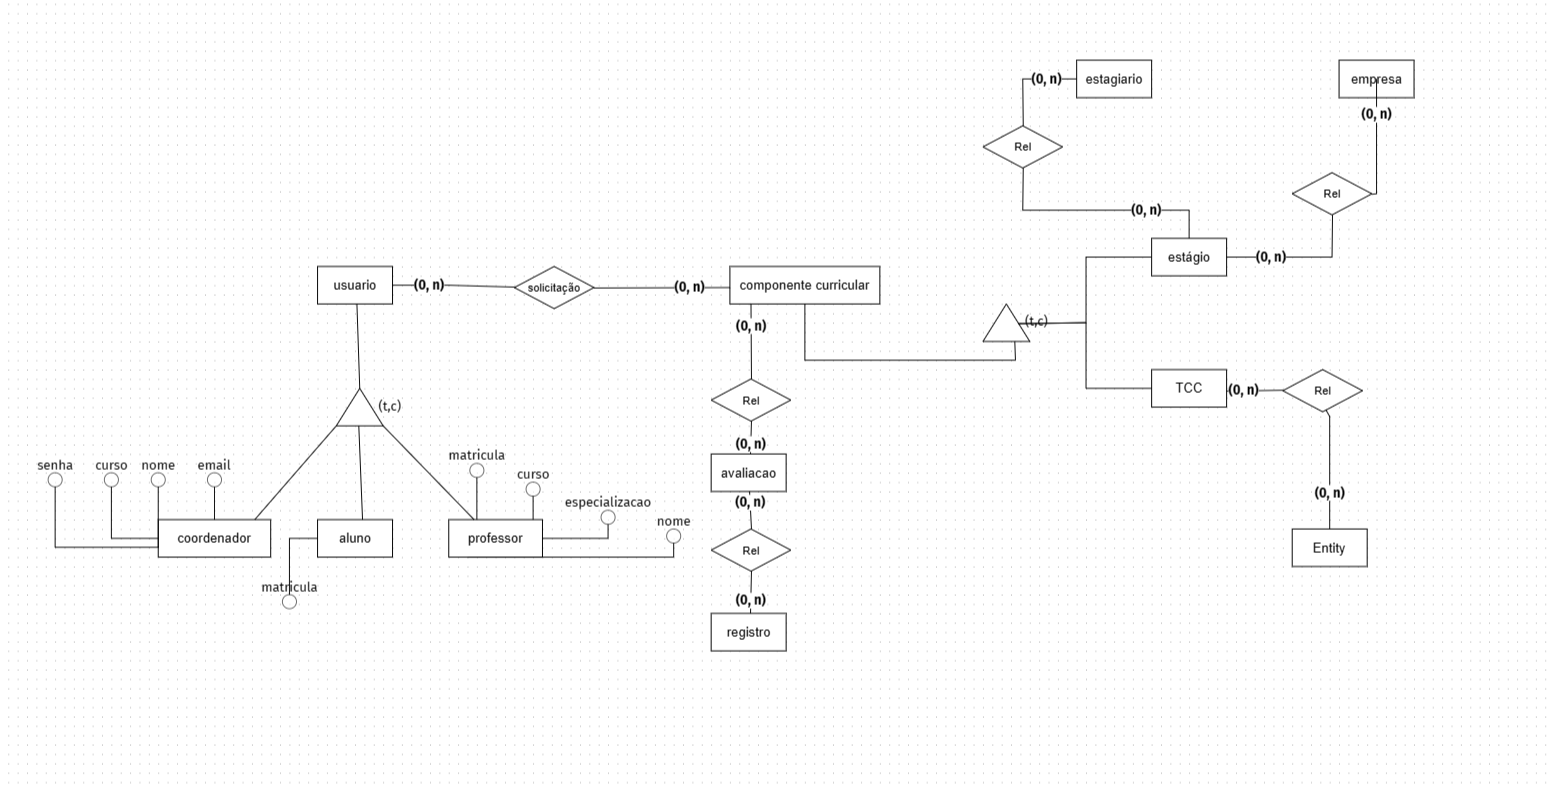 (0, n)
estagiario
empresa
(0, n)
Rel
Rel
(0, n)
estágio
(0, n)
usuario
(0, n)
solicitação
(0, n)
componente curricular
(0, n)
(t,c)
(t,c)
Rel
TCC
(0, n)
Rel
(0, n)
avaliacao
(0, n)
senha
curso
nome
email
matricula
curso
especializacao
nome
(0, n)
coordenador
aluno
professor
Rel
Entity
matricula
(0, n)
registro